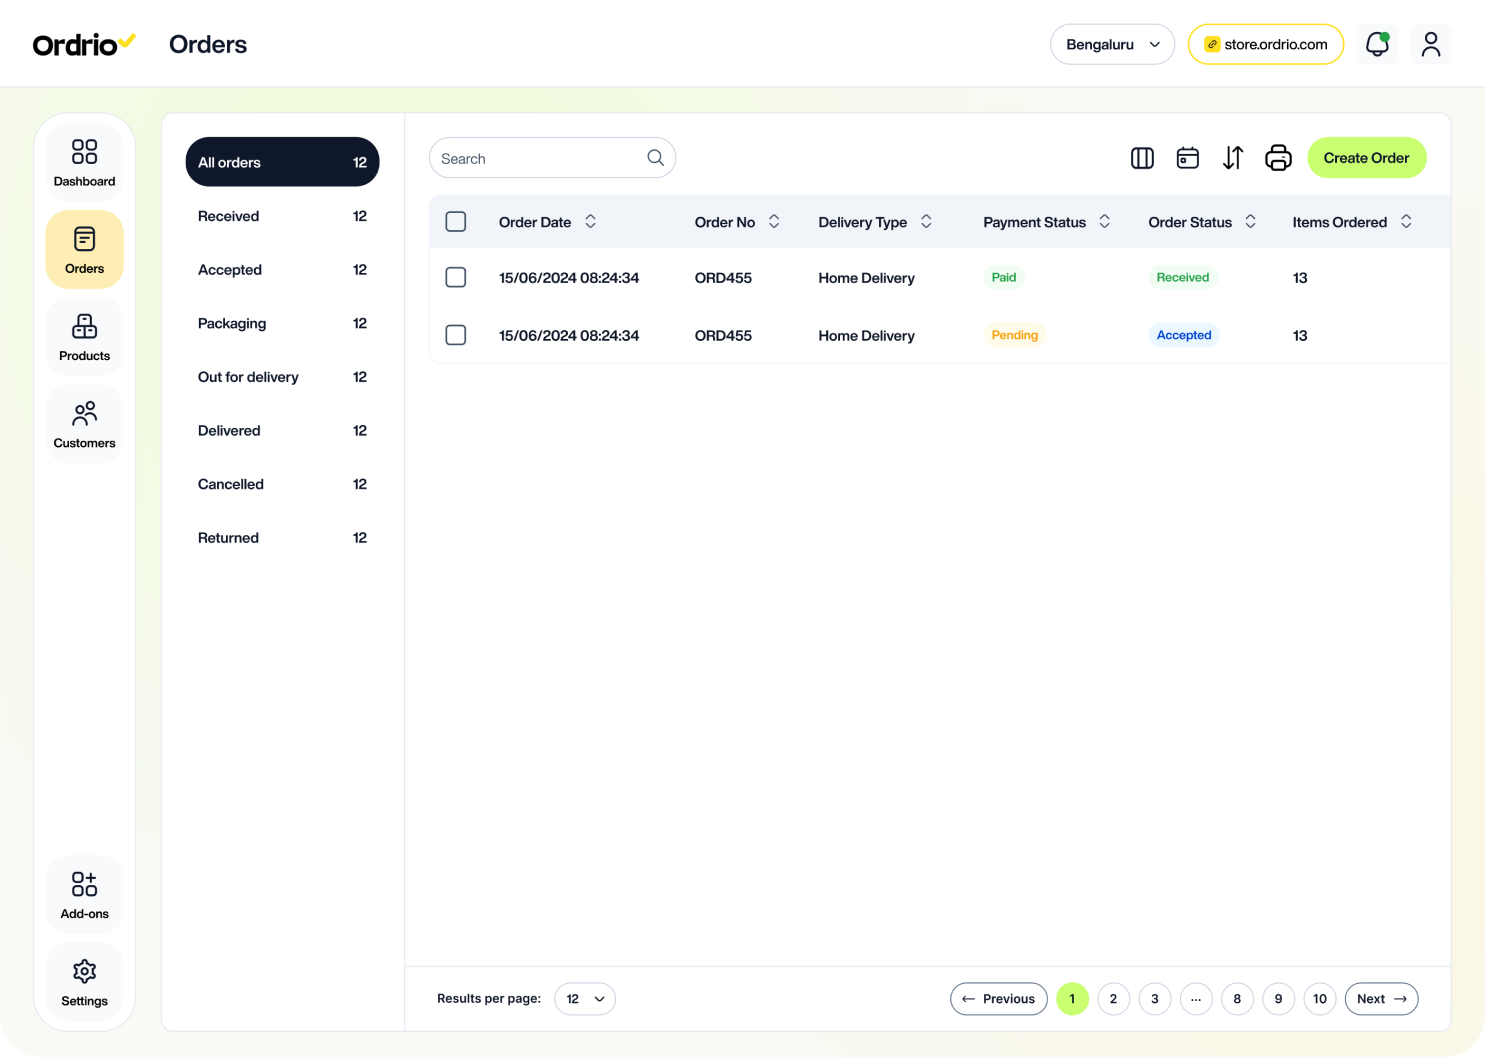 Ordrio
Orders
Bengaluru
store.ordrio.com
Dashboard
Orders
Products
Customers
Add-ons
Settings
All orders 12
Received 12
Accepted 12
Packaging 12
Out for delivery 12
Delivered 12
Cancelled 12
Returned 12
Search
Create Order
Order Date Order No Delivery Type Payment Status Order Status Items Ordered
15/06/2024 08:24:34 ORD455 Home Delivery Paid Received 13
15/06/2024 08:24:34 ORD455 Home Delivery Pending Accepted 13
Results per page: 12
← Previous 1 2 3 ... 8 9 10 Next →